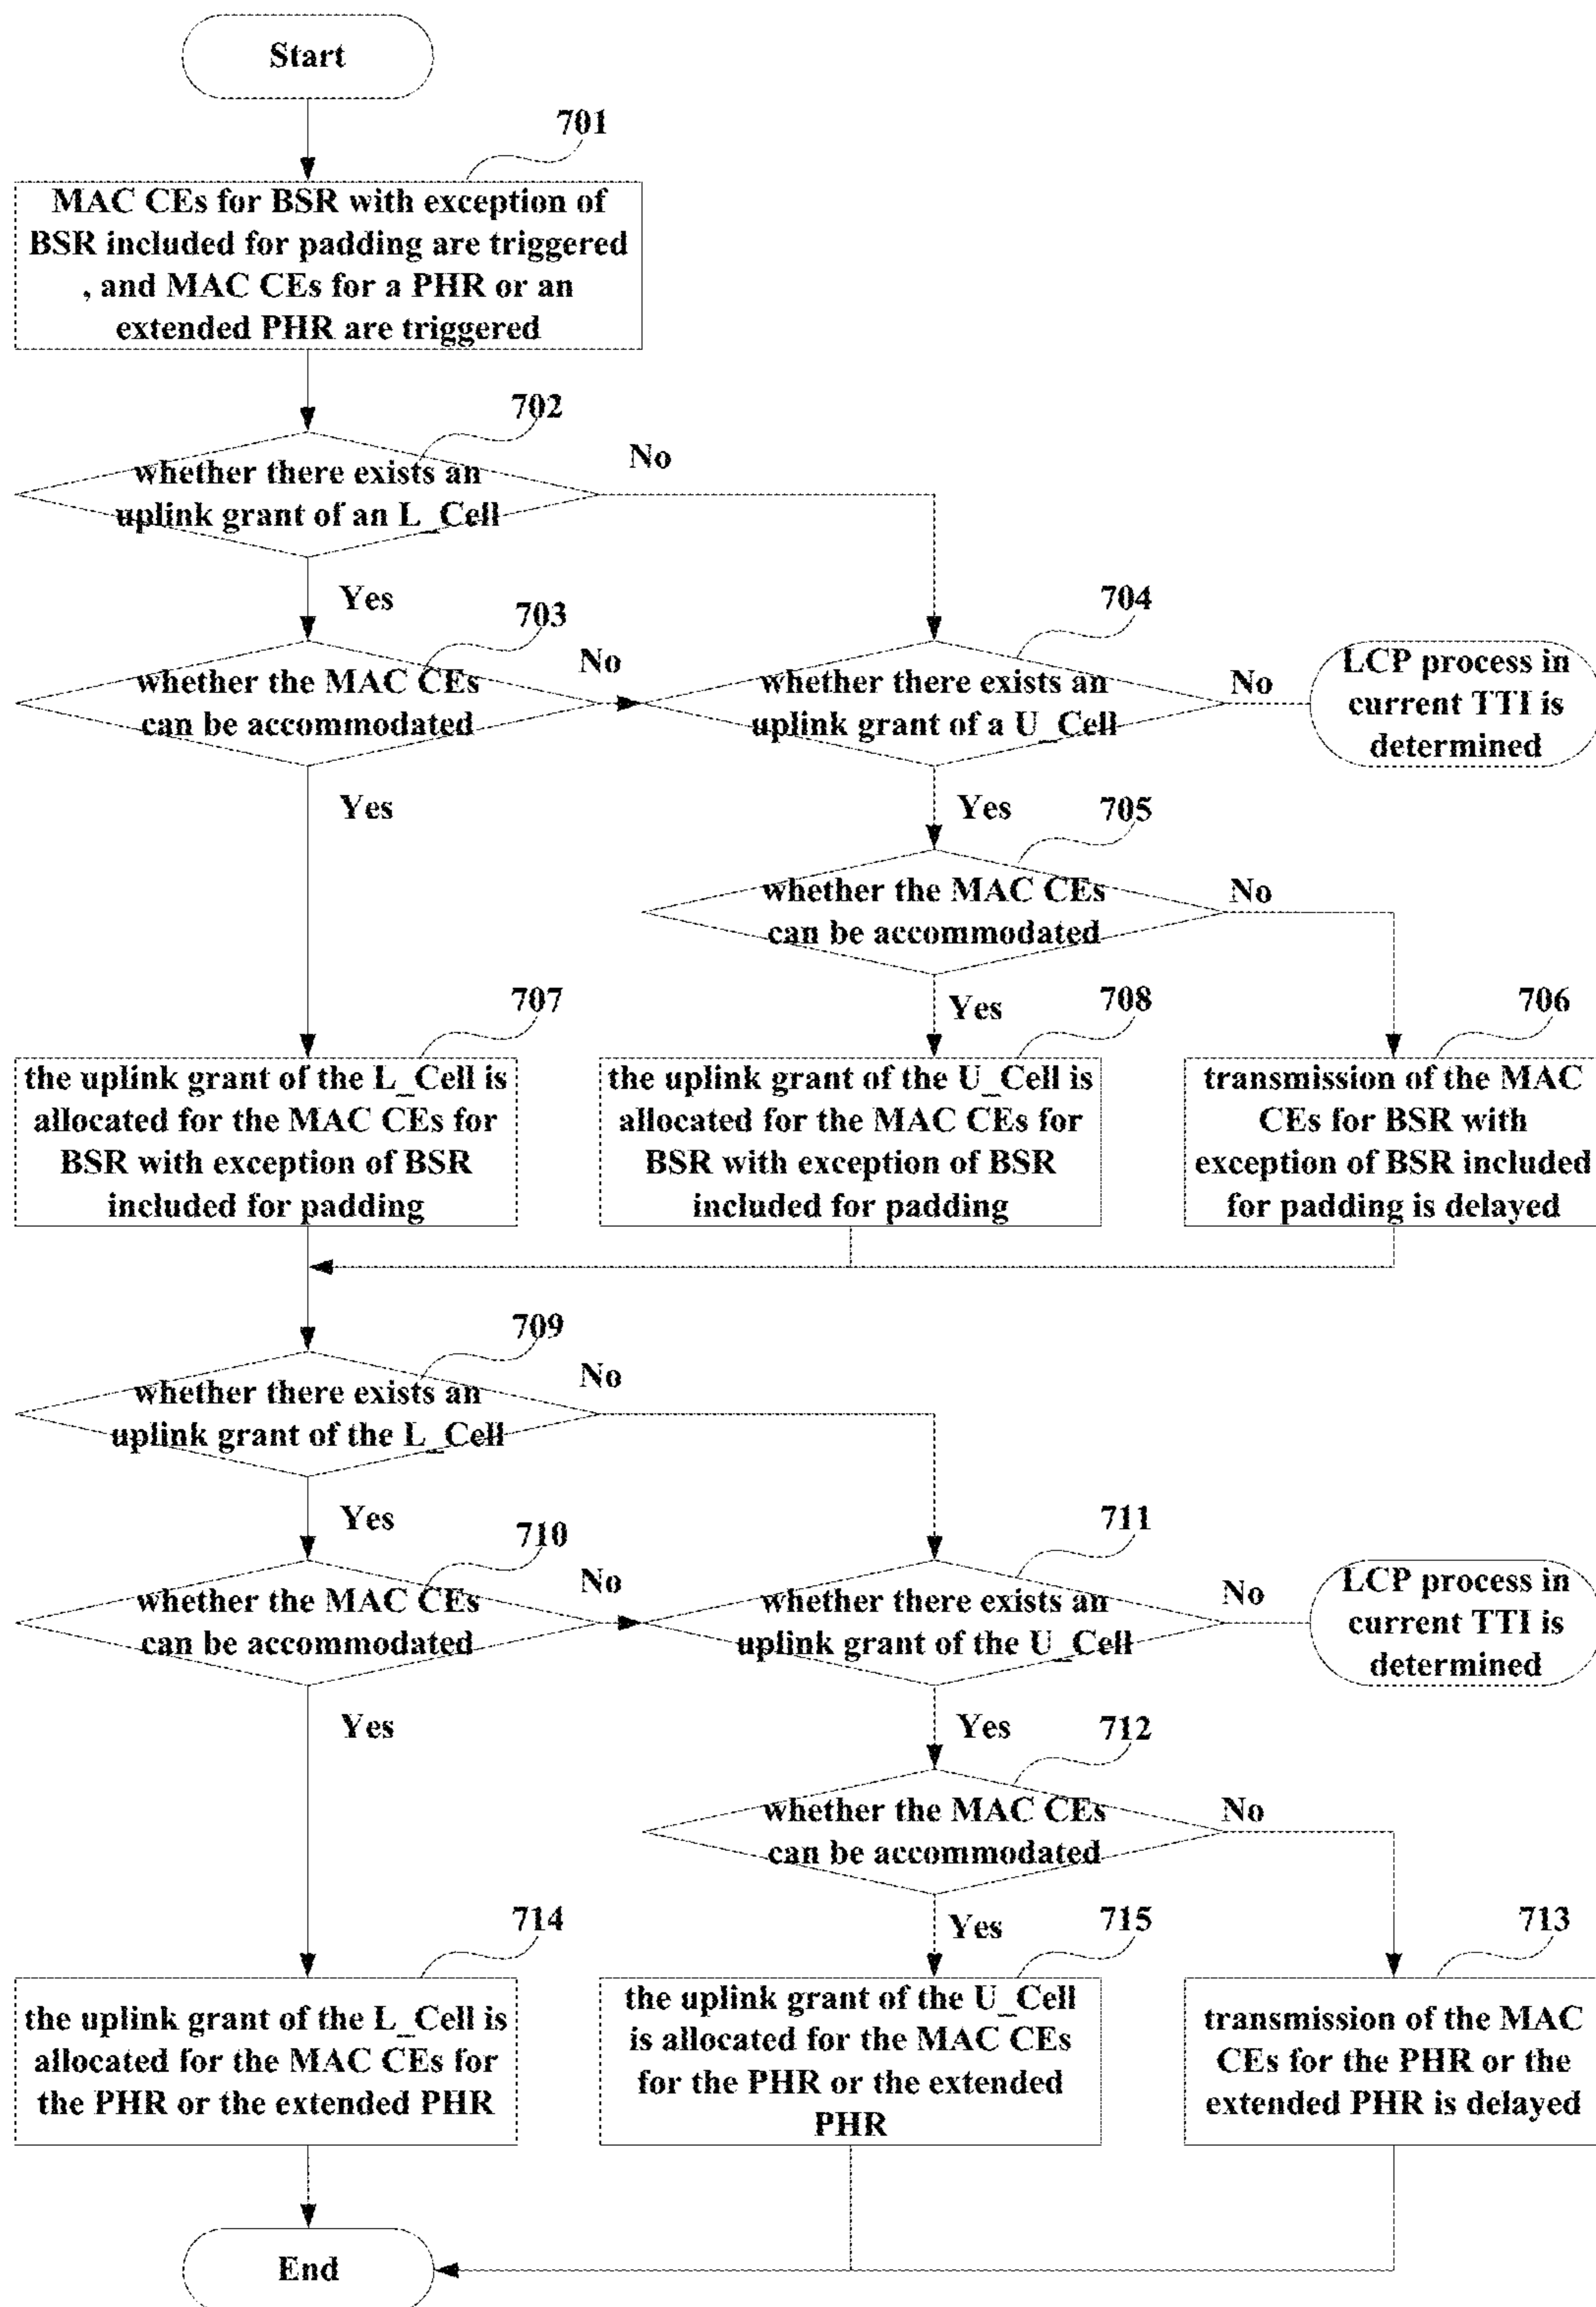 Start
701
MAC CEs for BSR with exception of
BSR included for padding are triggered
, and MAC CEs for a PHR or an
extended PHR are triggered
702
whether there exists an
uplink grant of an L_Cell
No
Yes
703
whether the MAC CEs
can be accommodated
No
704
whether there exists an
uplink grant of a U_Cell
No
LCP process in
current TTI is
determined
Yes
Yes
705
whether the MAC CEs
can be accommodated
No
Yes
707
the uplink grant of the L_Cell is
allocated for the MAC CEs for
BSR with exception of BSR
included for padding
708
the uplink grant of the U_Cell is
allocated for the MAC CEs for
BSR with exception of BSR
included for padding
706
transmission of the MAC
CEs for BSR with
exception of BSR included
for padding is delayed
709
whether there exists an
uplink grant of the L_Cell
No
Yes
710
whether the MAC CEs
can be accommodated
No
711
whether there exists an
uplink grant of the U_Cell
No
LCP process in
current TTI is
determined
Yes
Yes
712
whether the MAC CEs
can be accommodated
No
Yes
714
the uplink grant of the L_Cell is
allocated for the MAC CEs for
the PHR or the extended PHR
715
the uplink grant of the U_Cell
is allocated for the MAC CEs
for the PHR or the extended
PHR
713
transmission of the MAC
CEs for the PHR or the
extended PHR is delayed
End